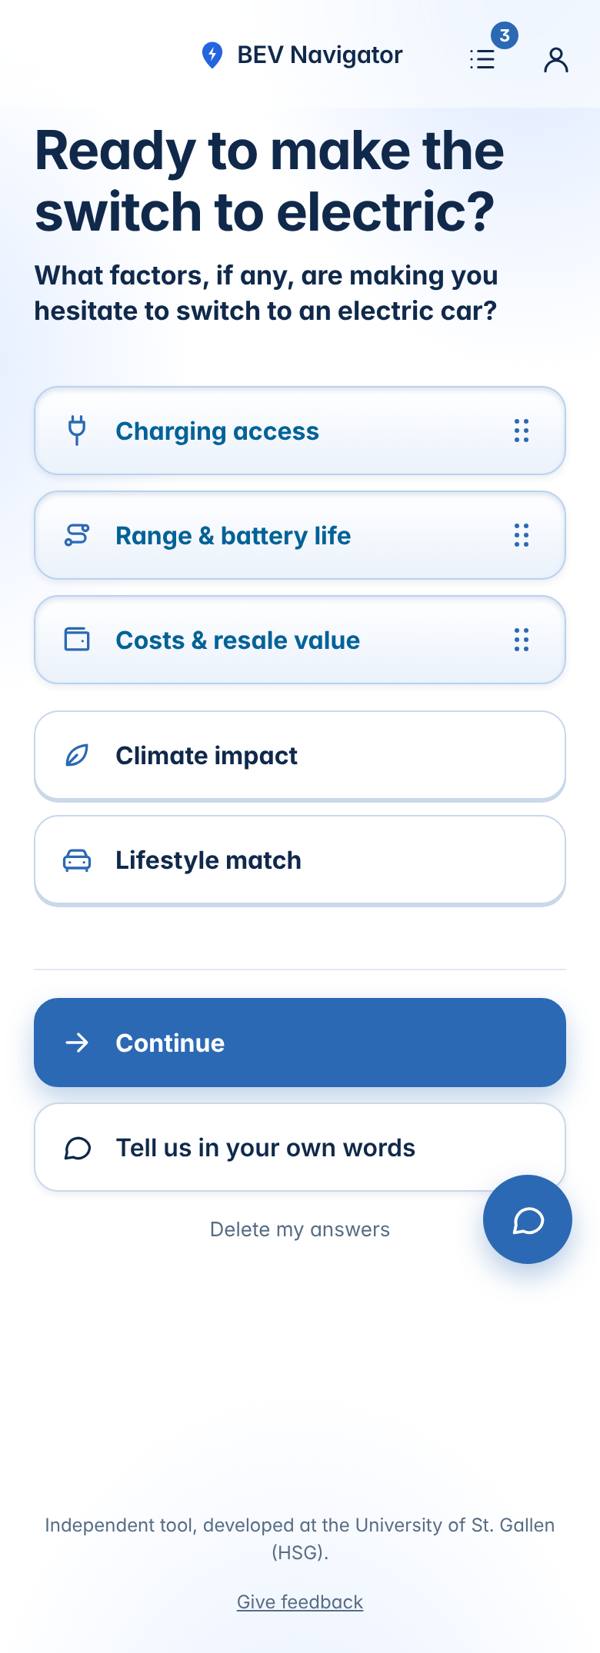 BEV Navigator
3
Ready to make the
switch to electric?
What factors, if any, are making you
hesitate to switch to an electric car?
Charging access
Range & battery life
Costs & resale value
Climate impact
Lifestyle match
Continue
Tell us in your own words
Delete my answers
Independent tool, developed at the University of St. Gallen
(HSG).
Give feedback